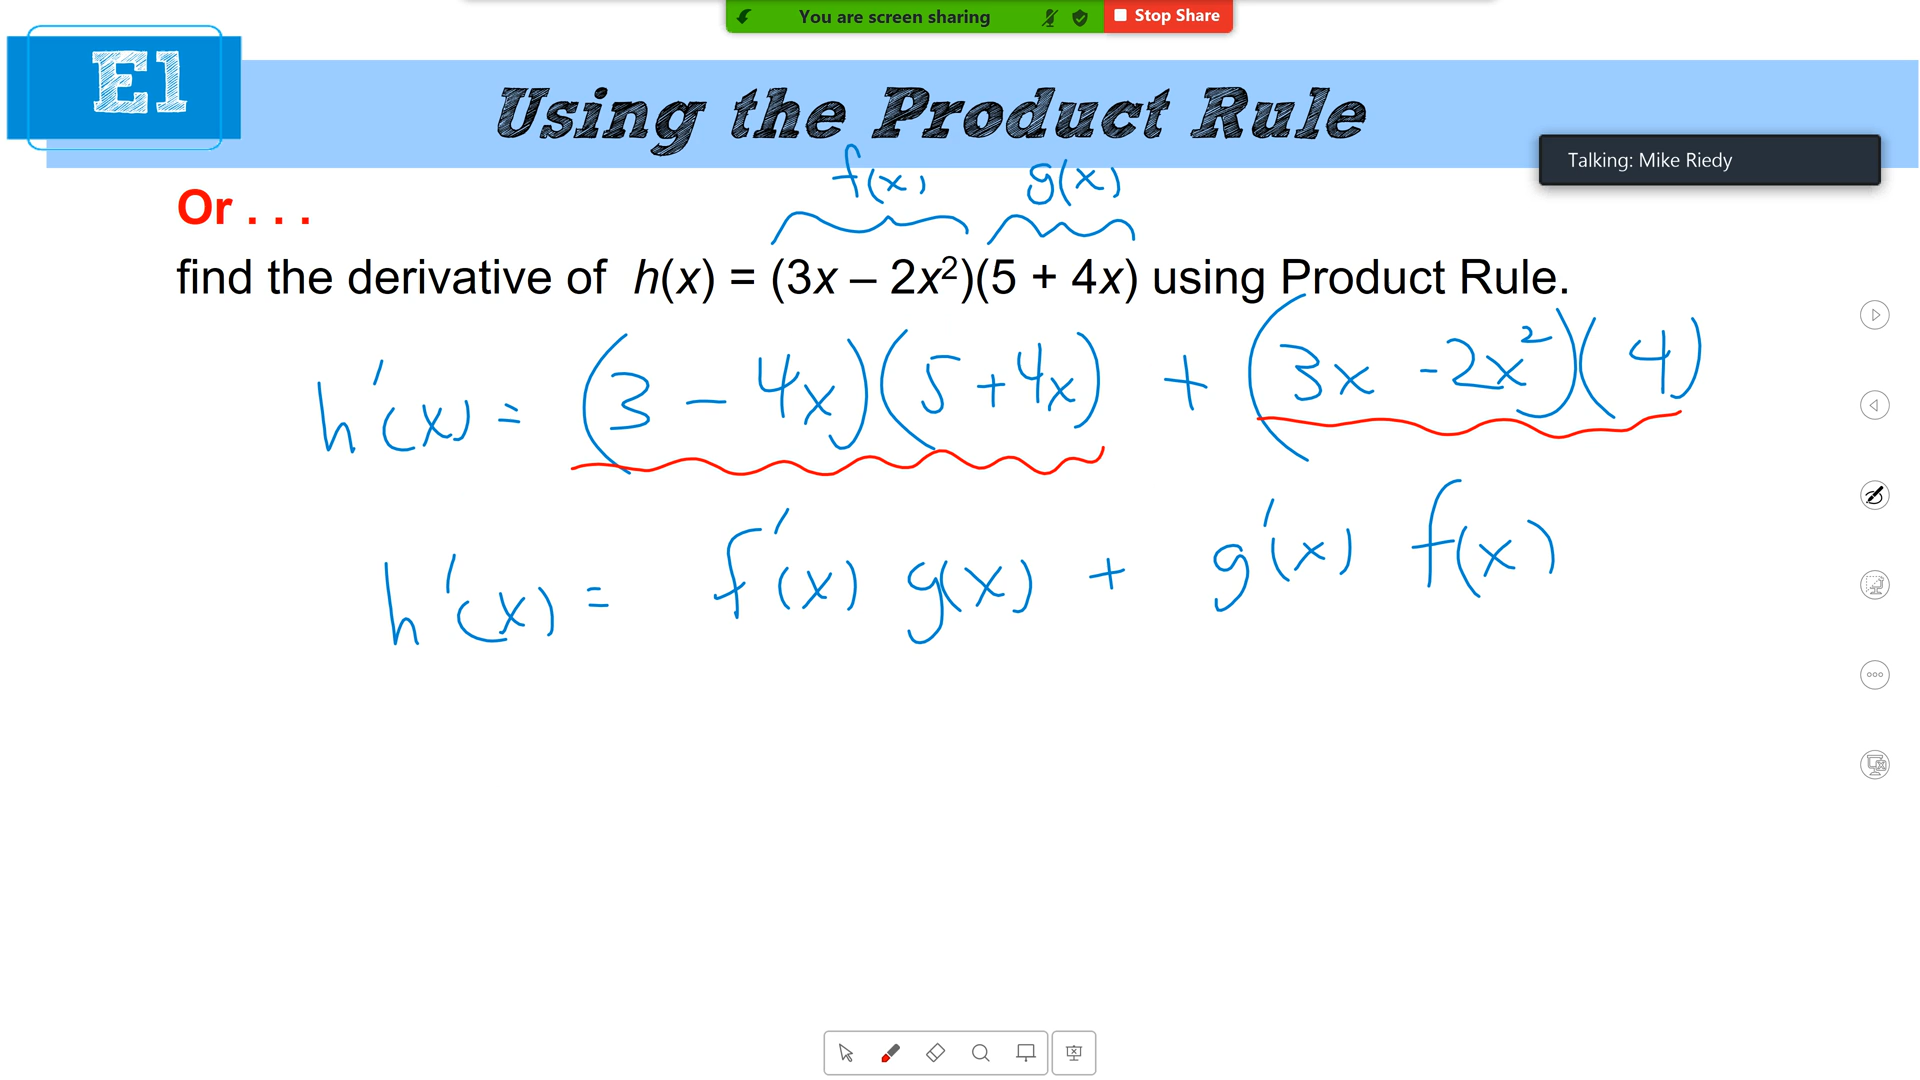 You are screen sharing Stop Share
E1
Using the Product Rule
Talking: Mike Riedy
f(x) g(x)
Or . . .
find the derivative of h(x) = (3x – 2x²)(5 + 4x) using Product Rule.
h'(x) = (3 - 4x)(5 + 4x) + (3x - 2x²)(4)
h'(x) = f'(x) g(x) + g'(x) f(x)